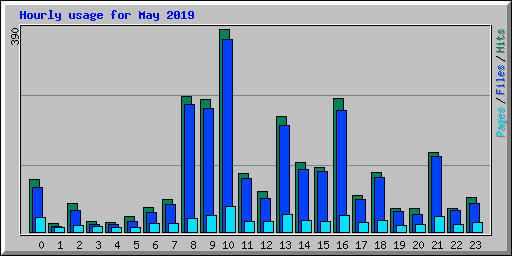 Hourly usage for May 2019
390
Pages/Files/Hits
0 1 2 3 4 5 6 7 8 9 10 11 12 13 14 15 16 17 18 19 20 21 22 23